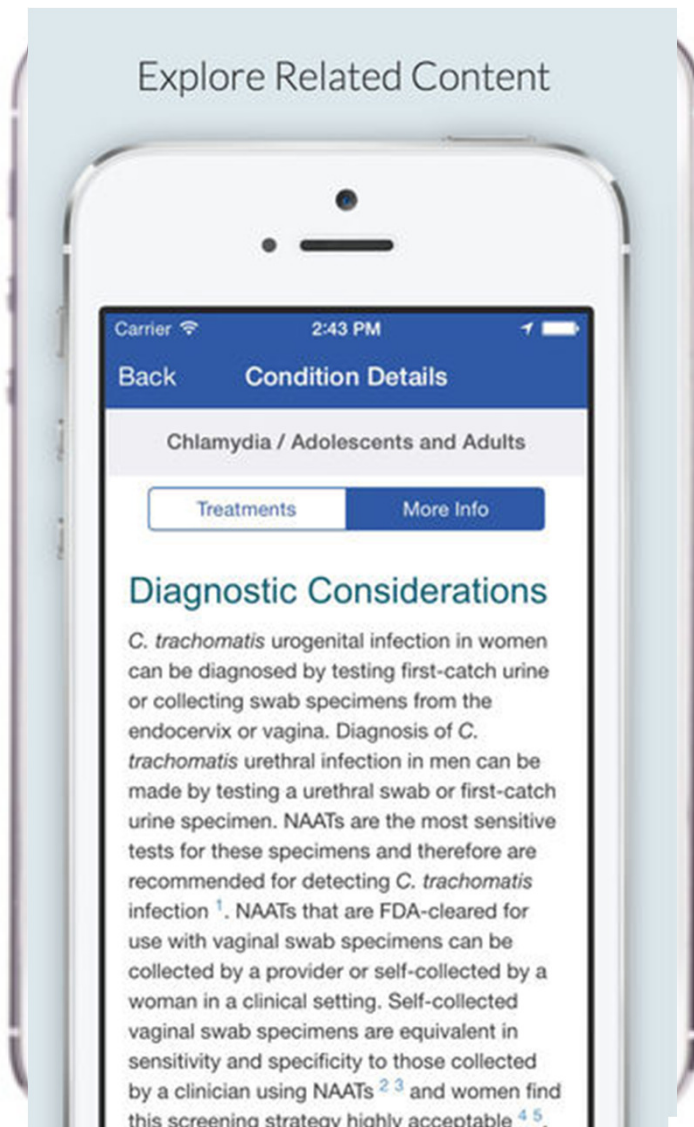 Explore Related Content
Carrier 2:43 PM
Back Condition Details
Chlamydia / Adolescents and Adults
Treatments More Info
Diagnostic Considerations
C. trachomatis urogenital infection in women
can be diagnosed by testing first-catch urine
or collecting swab specimens from the
endocervix or vagina. Diagnosis of C.
trachomatis urethral infection in men can be
made by testing a urethral swab or first-catch
urine specimen. NAATs are the most sensitive
tests for these specimens and therefore are
recommended for detecting C. trachomatis
infection 1. NAATs that are FDA-cleared for
use with vaginal swab specimens can be
collected by a provider or self-collected by a
woman in a clinical setting. Self-collected
vaginal swab specimens are equivalent in
sensitivity and specificity to those collected
by a clinician using NAATs 2 3 and women find
this screening strategy highly acceptable 4 5.